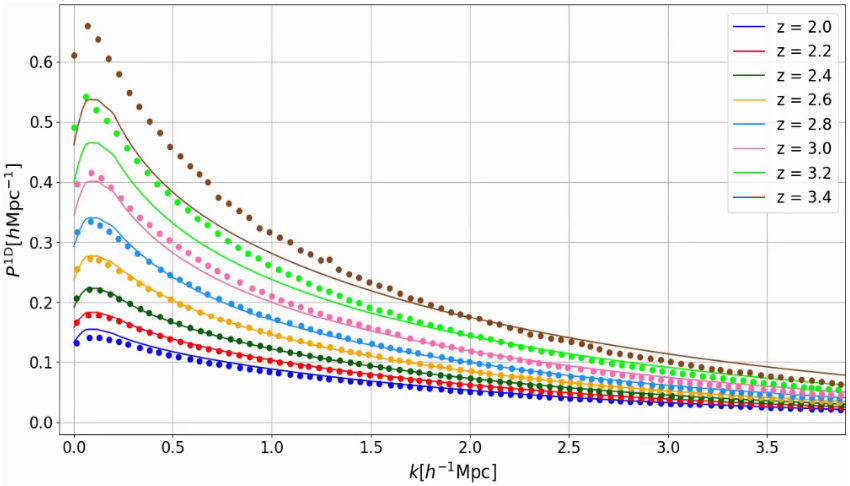 z = 2.0
z = 2.2
z = 2.4
z = 2.6
z = 2.8
z = 3.0
z = 3.2
z = 3.4
0.6
0.5
0.4
0.3
0.2
0.1
0.0
P¹ᴰ[hMpc⁻¹]
0.0 0.5 1.0 1.5 2.0 2.5 3.0 3.5
k[h⁻¹Mpc]